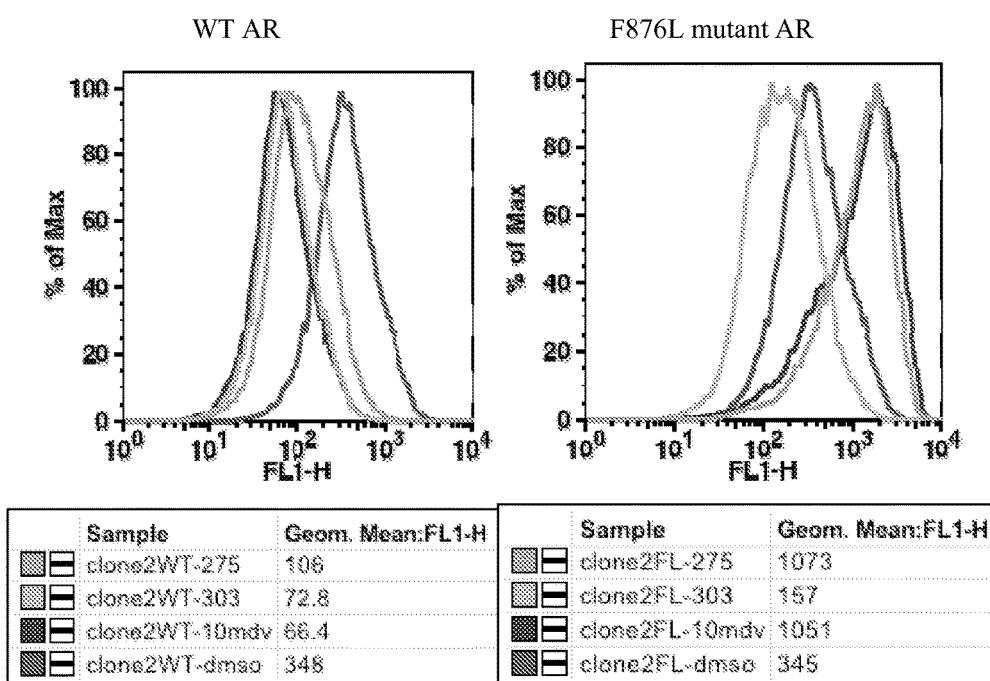 WT AR
F876L mutant AR
100
80
60
40
20
0
% of Max
10^0 10^1 10^2 10^3 10^4
FL1-H
100
80
60
40
20
0
% of Max
10^0 10^1 10^2 10^3 10^4
FL1-H
Sample Geom. Mean:FL1-H
clone2WT-275 106
clone2WT-303 72.8
clone2WT-10mdv 66.4
clone2WT-dmso 348
Sample Geom. Mean:FL1-H
clone2FL-275 1073
clone2FL-303 157
clone2FL-10mdv 1051
clone2FL-dmso 345